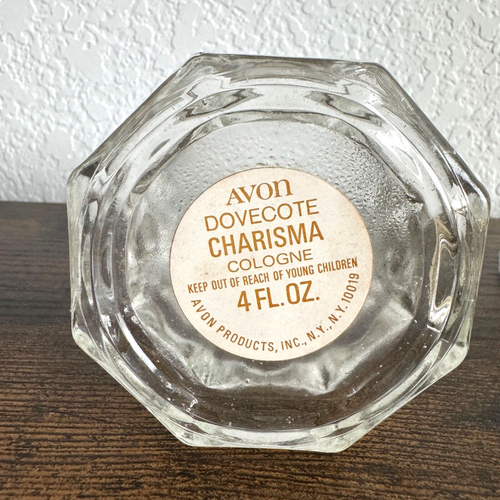 AVON
DOVECOTE
CHARISMA
COLOGNE
KEEP OUT OF REACH OF YOUNG CHILDREN
4 FL. OZ.
AVON PRODUCTS, INC., N.Y., N.Y. 10019